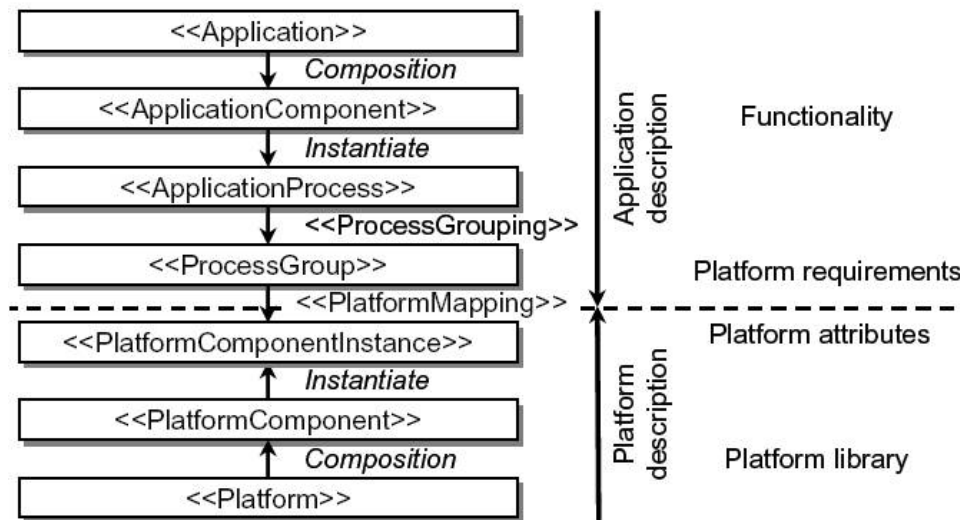 <<Application>>
Composition
<<ApplicationComponent>>
Instantiate
<<ApplicationProcess>>
<<ProcessGrouping>>
<<ProcessGroup>>
<<PlatformMapping>>
<<PlatformComponentInstance>>
Instantiate
<<PlatformComponent>>
Composition
<<Platform>>
Application
description
Platform
description
Functionality
Platform requirements
Platform attributes
Platform library